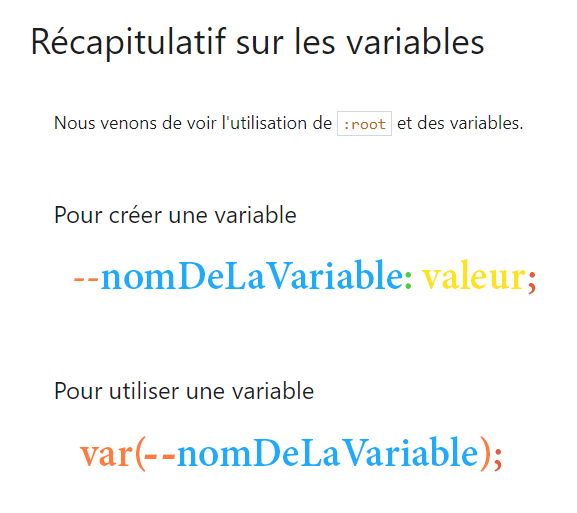 Récapitulatif sur les variables
Nous venons de voir l'utilisation de :root et des variables.
Pour créer une variable
--nomDeLaVariable: valeur;
Pour utiliser une variable
var(--nomDeLaVariable);